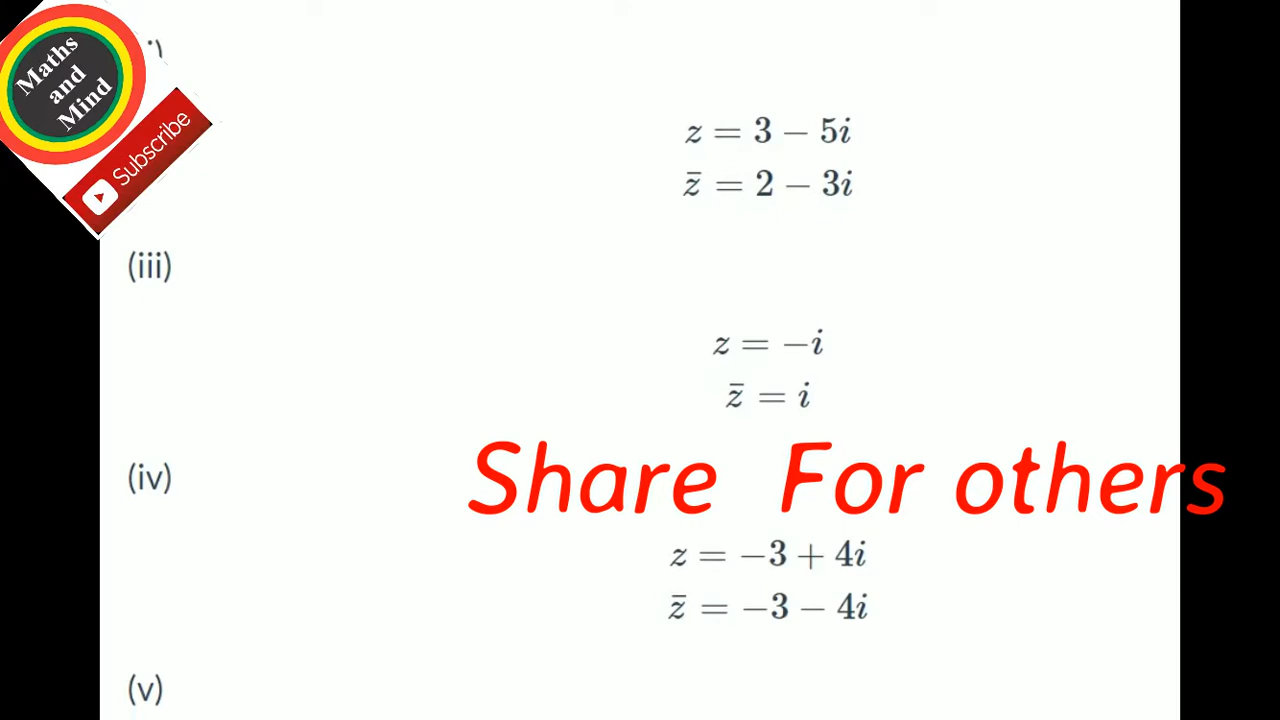 Maths
and
Mind
Subscribe
z = 3 − 5i
z̄ = 2 − 3i
(iii)
z = −i
z̄ = i
(iv)
Share For others
z = −3 + 4i
z̄ = −3 − 4i
(v)